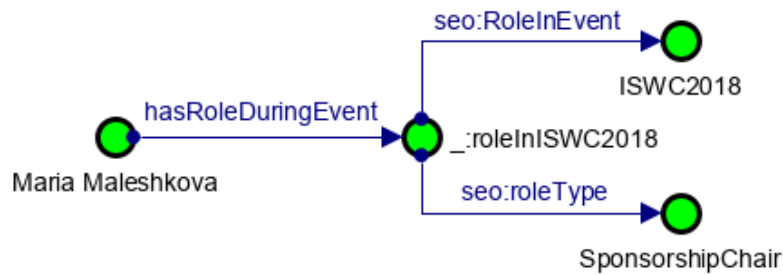 seo:RoleInEvent
ISWC2018
hasRoleDuringEvent
_:roleInISWC2018
Maria Maleshkova
seo:roleType
SponsorshipChair